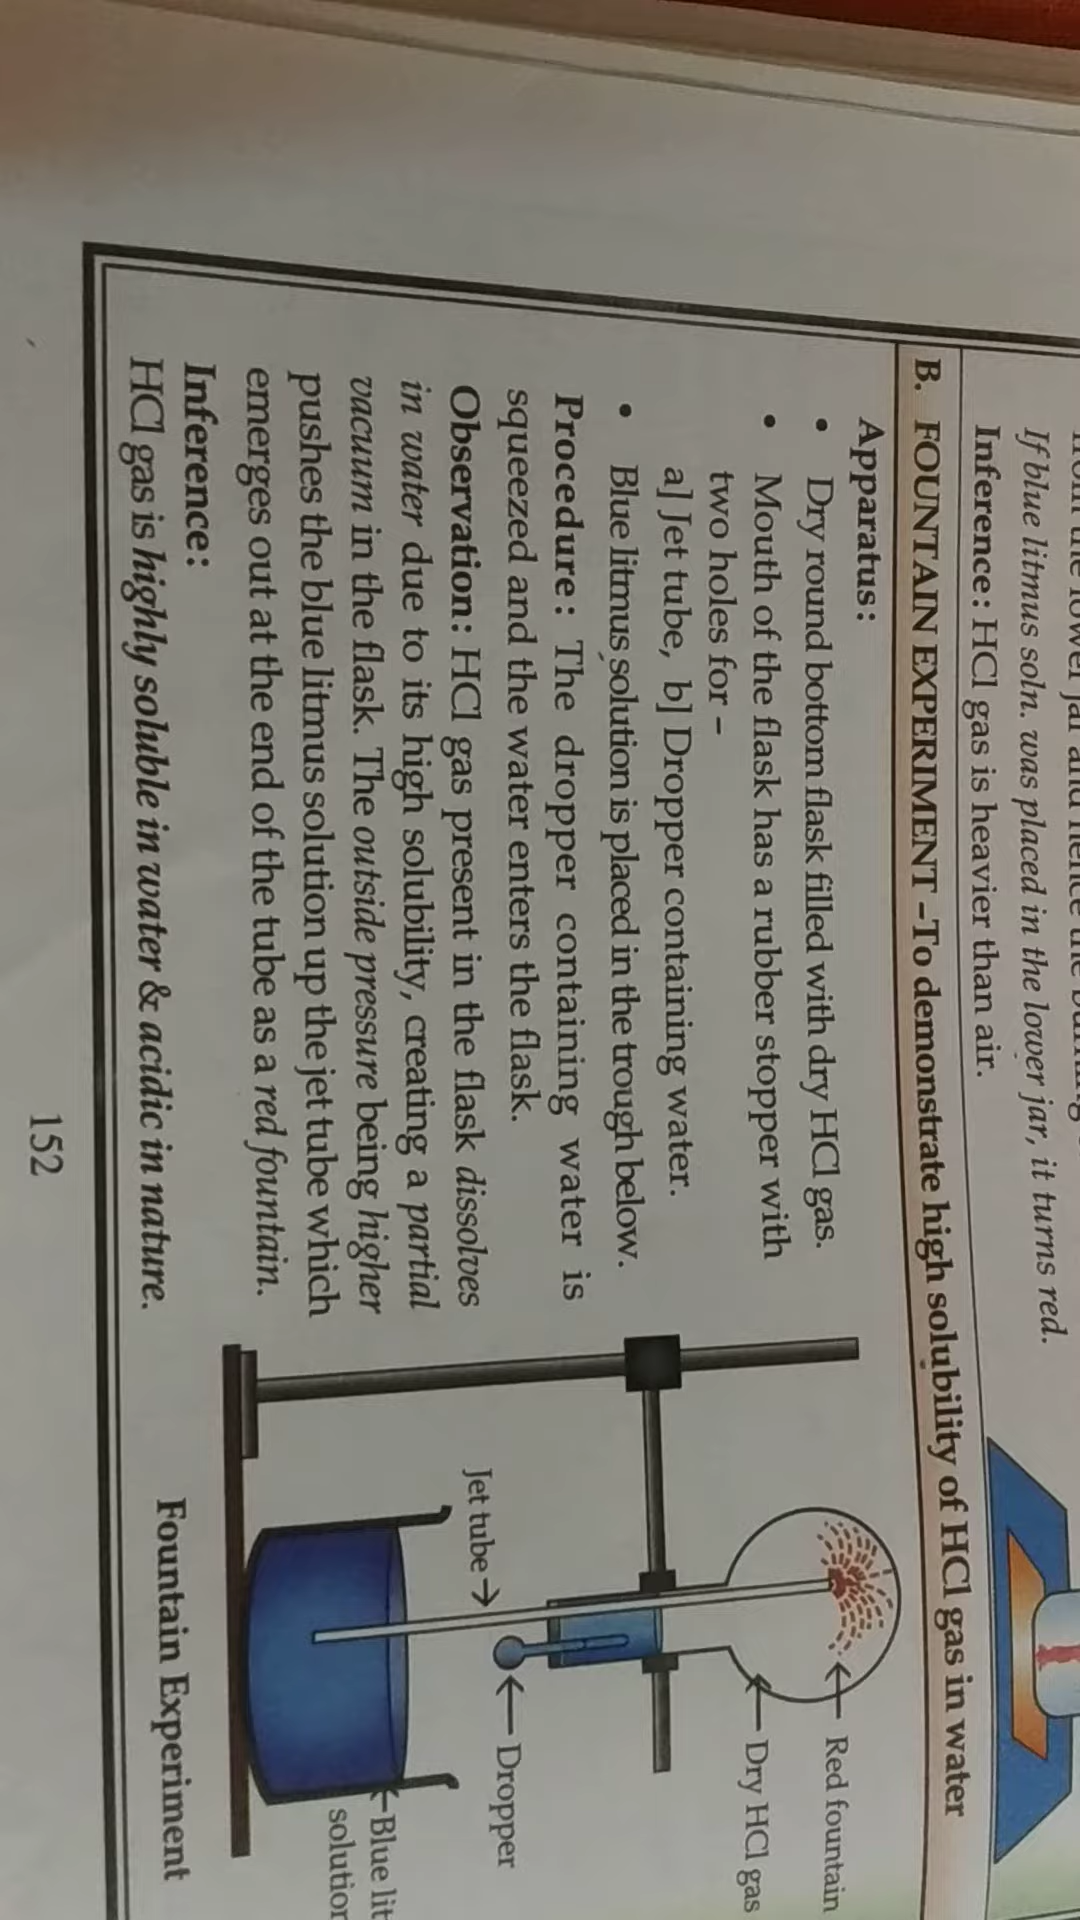 If blue litmus soln. was placed in the lower jar, it turns red.
Inference: HCl gas is heavier than air.
B. FOUNTAIN EXPERIMENT -To demonstrate high solubility of HCl gas in water
Apparatus:
• Dry round bottom flask filled with dry HCl gas.
• Mouth of the flask has a rubber stopper with
two holes for -
a] Jet tube, b] Dropper containing water.
• Blue litmus solution is placed in the trough below.
Procedure: The dropper containing water is
squeezed and the water enters the flask.
Observation: HCl gas present in the flask dissolves
in water due to its high solubility, creating a partial
vacuum in the flask. The outside pressure being higher
pushes the blue litmus solution up the jet tube which
emerges out at the end of the tube as a red fountain.
Inference:
HCl gas is highly soluble in water & acidic in nature.
Red fountain
Dry HCl gas
Dropper
Jet tube
Blue lit
solution
Fountain Experiment
152